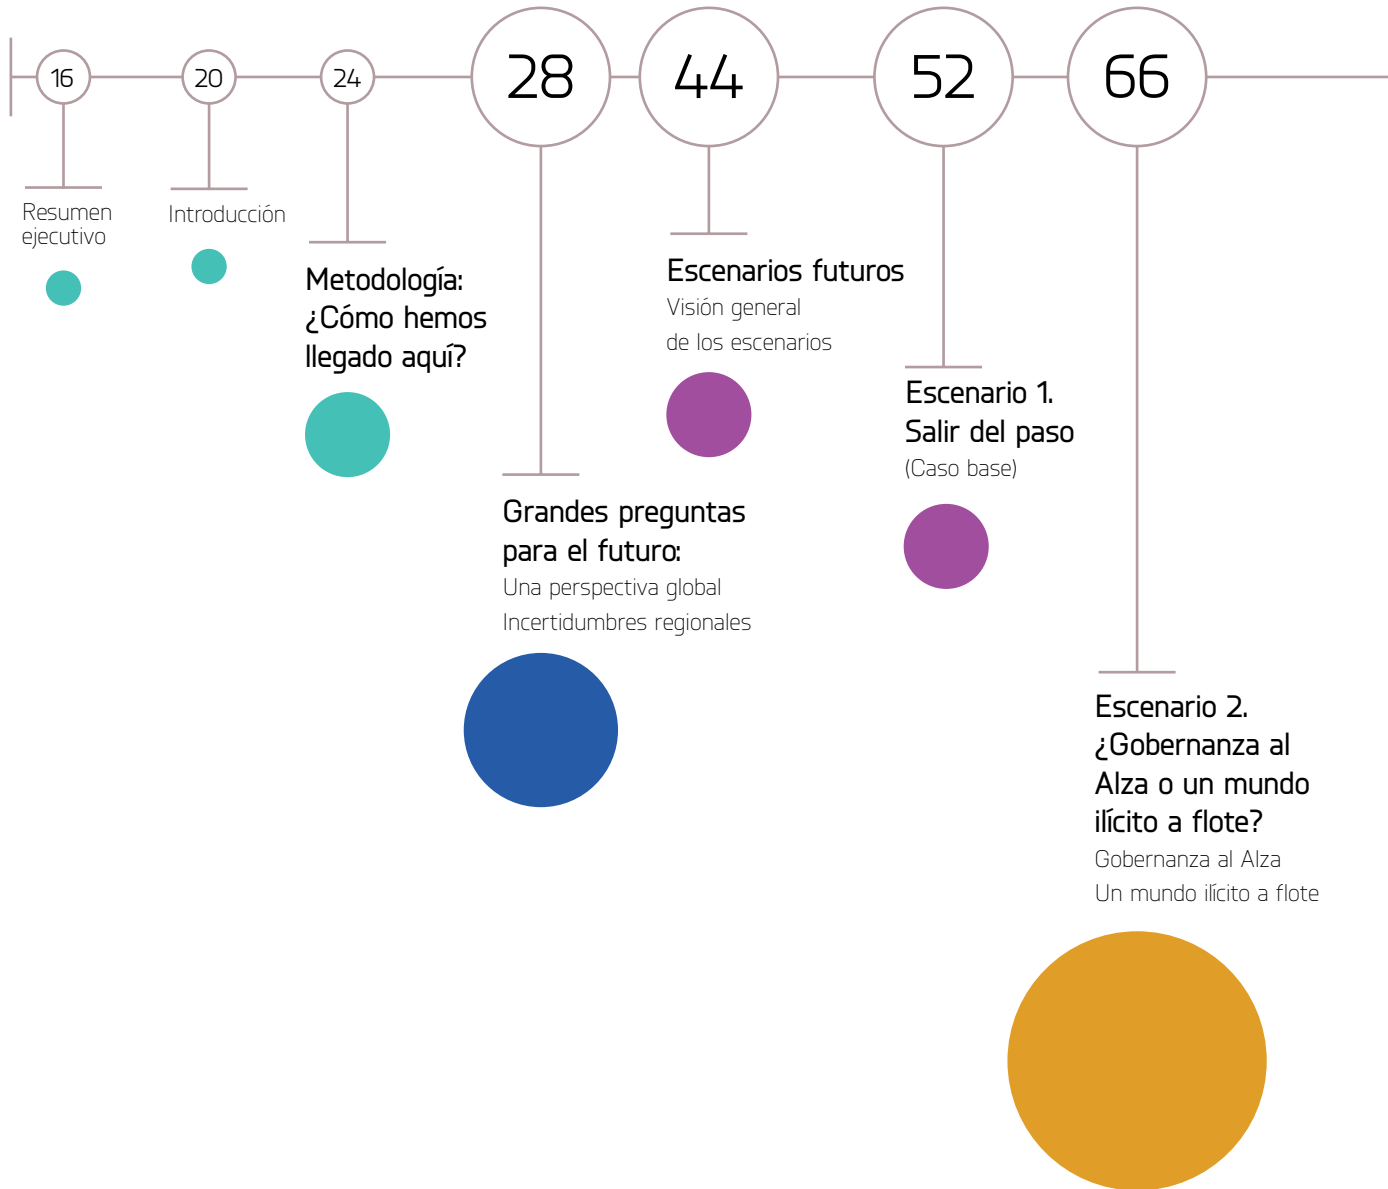 16
20
24
28
44
52
66
Resumen
ejecutivo
Introducción
Metodología:
¿Cómo hemos
llegado aquí?
Grandes preguntas
para el futuro:
Una perspectiva global
Incertidumbres regionales
Escenarios futuros
Visión general
de los escenarios
Escenario 1.
Salir del paso
(Caso base)
Escenario 2.
¿Gobernanza al
Alza o un mundo
ilícito a flote?
Gobernanza al Alza
Un mundo ilícito a flote